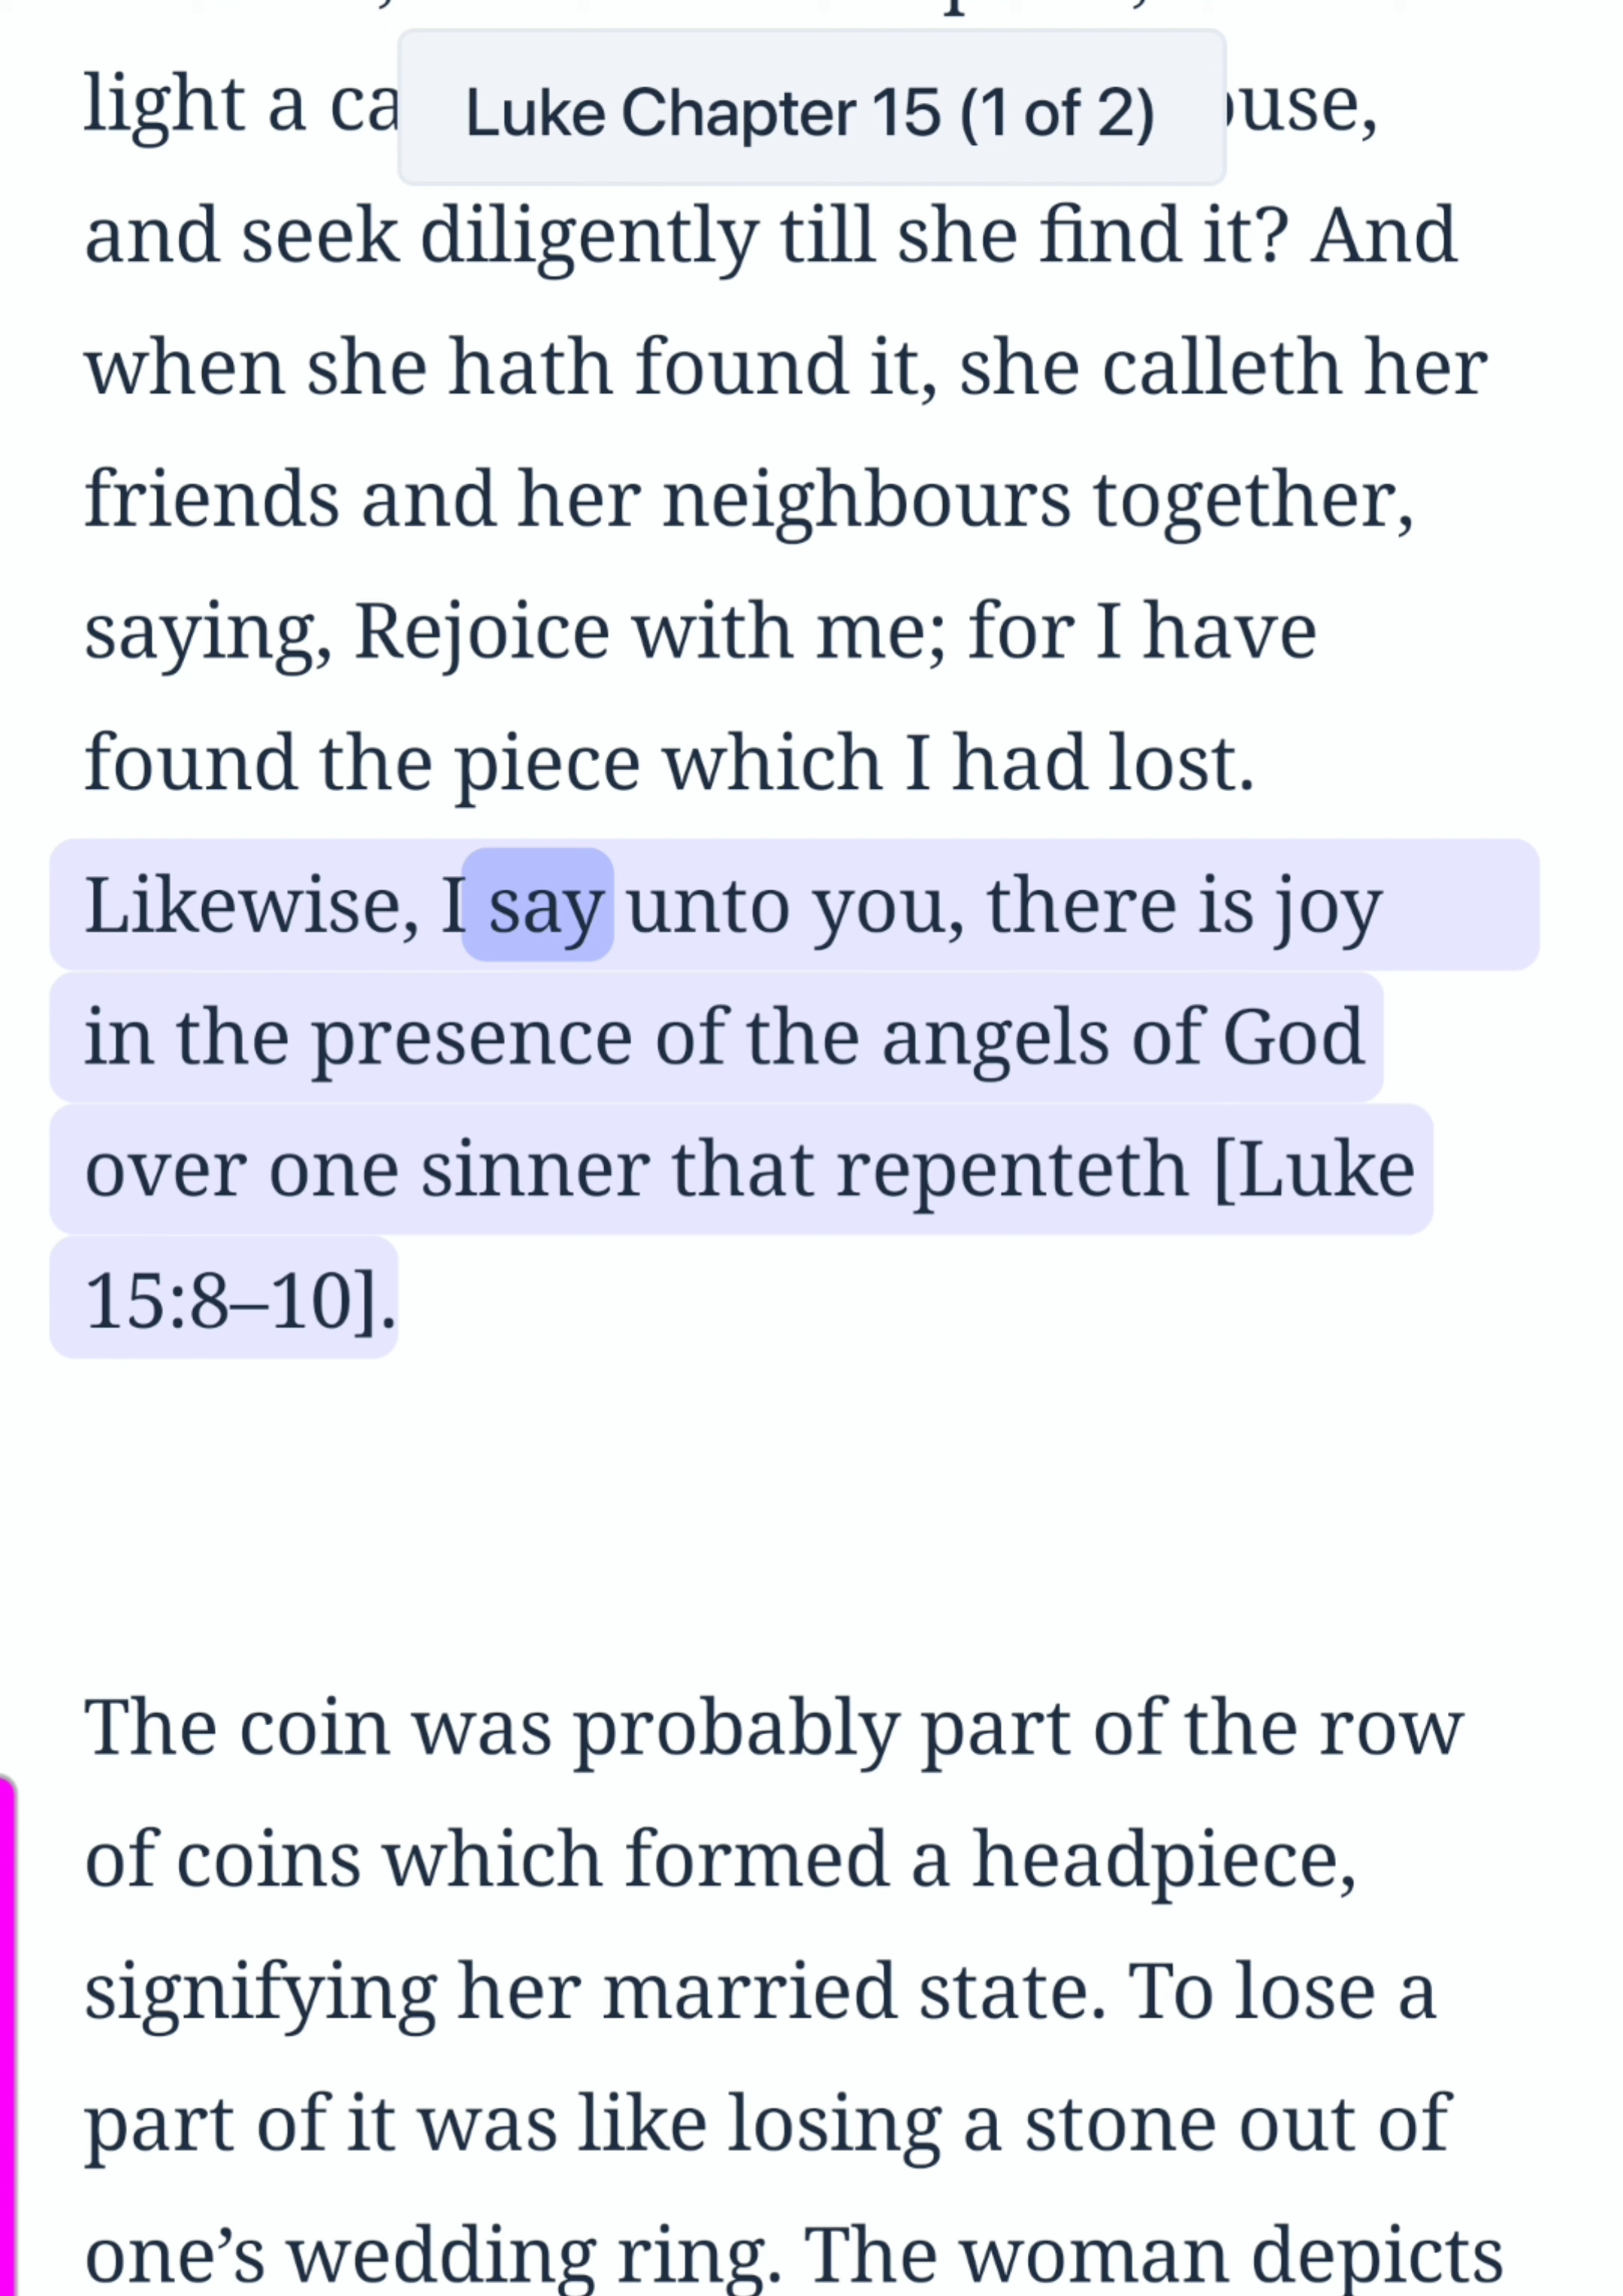 Luke Chapter 15 (1 of 2)
light a
and seek diligently till she find it? And
when she hath found it, she calleth her
friends and her neighbours together,
saying, Rejoice with me; for I have
found the piece which I had lost.
Likewise, I say unto you, there is joy
in the presence of the angels of God
over one sinner that repenteth [Luke
15:8–10].
The coin was probably part of the row
of coins which formed a headpiece,
signifying her married state. To lose a
part of it was like losing a stone out of
one’s wedding ring. The woman depicts